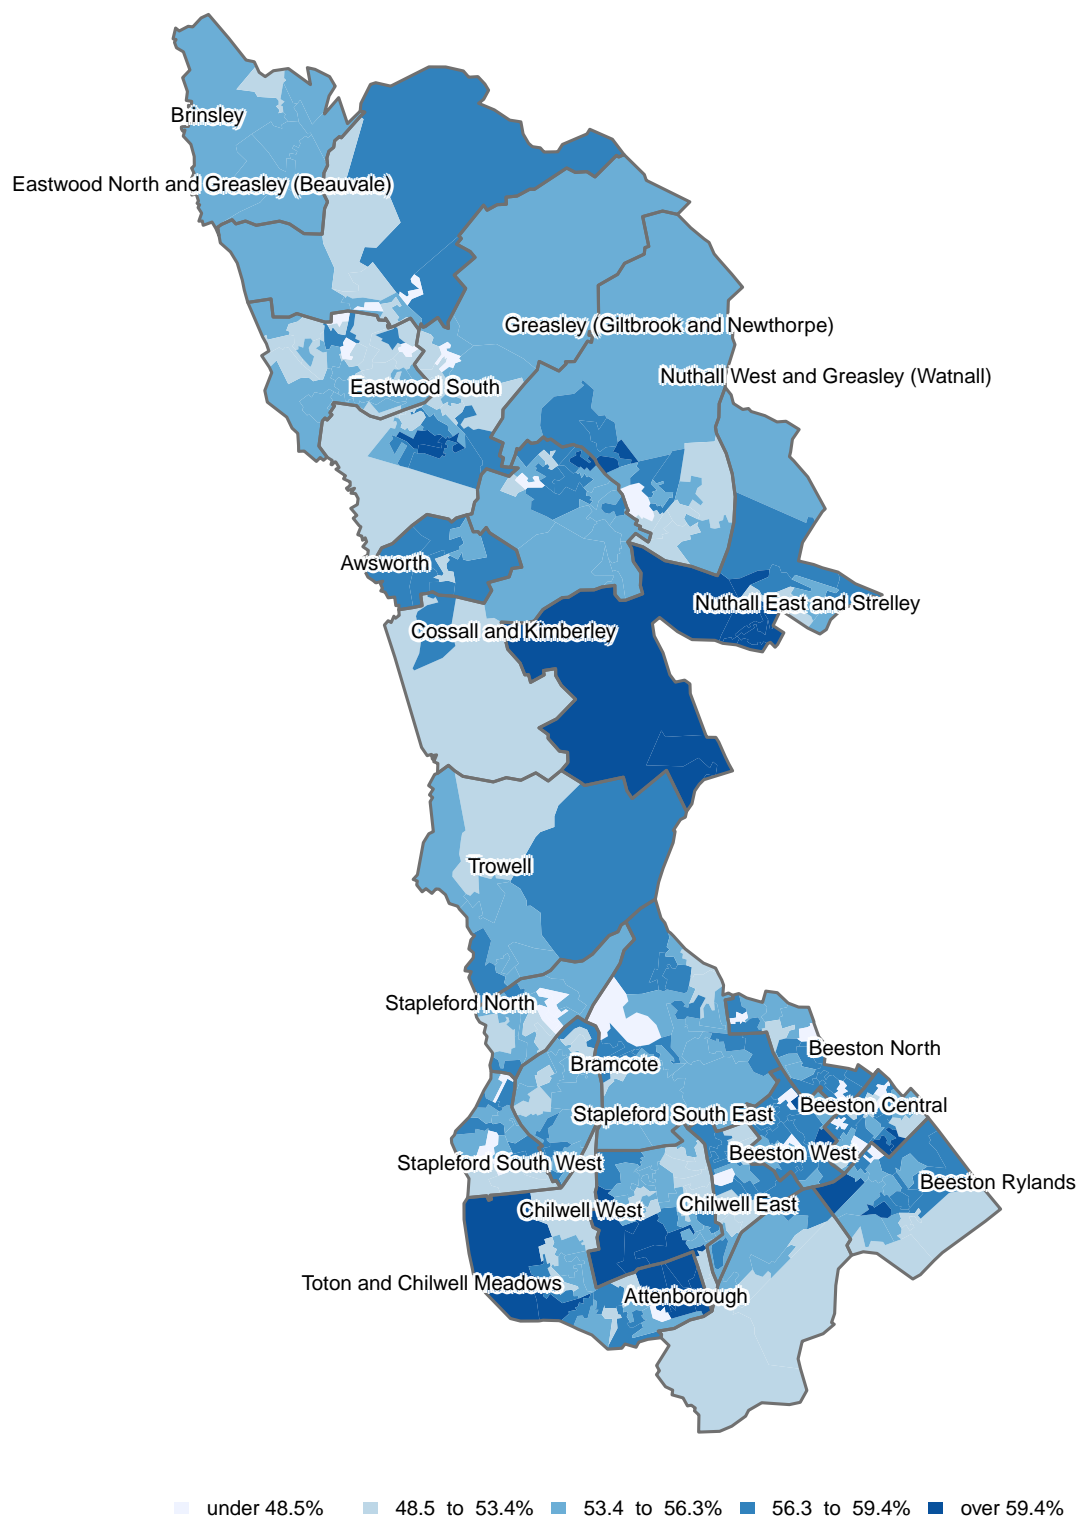 Brinsley
Eastwood North and Greasley (Beauvale)
Greasley (Giltbrook and Newthorpe)
Nuthall West and Greasley (Watnall)
Eastwood South
Awsworth
Nuthall East and Strelley
Cossall and Kimberley
Trowell
Stapleford North
Beeston North
Bramcote
Beeston Central
Stapleford South East
Beeston West
Stapleford South West
Beeston Rylands
Chilwell East
Chilwell West
Toton and Chilwell Meadows
Attenborough
under 48.5% 48.5 to 53.4% 53.4 to 56.3% 56.3 to 59.4% over 59.4%